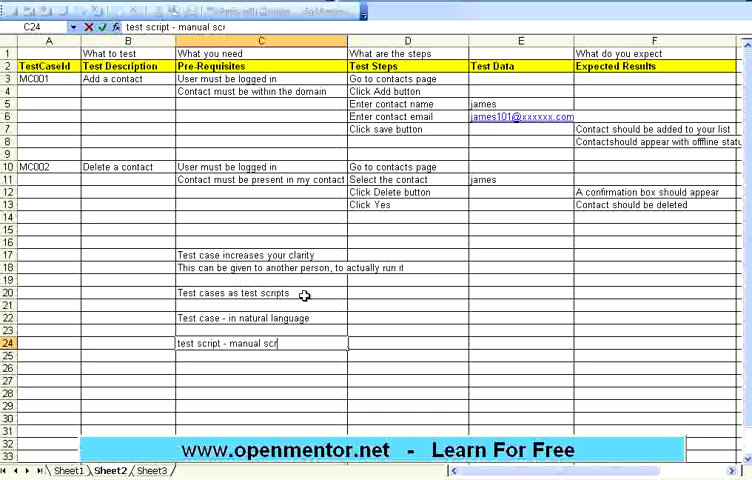 C24 test script - manual scr
A B C D E F
1 What to test What you need What are the steps What do you expect
2 TestCaseId Test Description Pre-Requisites Test Steps Test Data Expected Results
3 MC001 Add a contact User must be logged in Go to contacts page
4 Contact must be within the domain Click Add button
5 Enter contact name james
6 Enter contact email james101@xxxxxx.com
7 Click save button Contact should be added to your list
8 Contactshould appear with offline statu
9
10 MC002 Delete a contact User must be logged in Go to contacts page
11 Contact must be present in my contact Select the contact james
12 Click Delete button A confirmation box should appear
13 Click Yes Contact should be deleted
14
15
16
17 Test case increases your clarity
18 This can be given to another person, to actually run it
19
20 Test cases as test scripts
21
22 Test case - in natural language
23
24 test script - manual scr
25
26
27
28
29
30
31
32
33
www.openmentor.net - Learn For Free
Sheet1 Sheet2 Sheet3